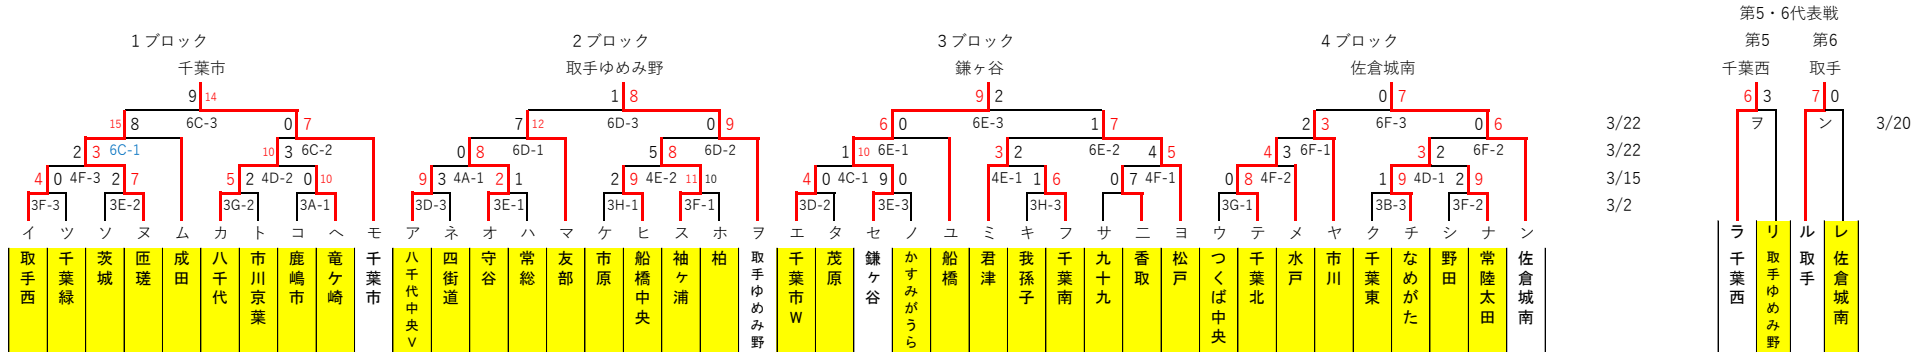 第5・6代表戦
1ブロック 2ブロック 3ブロック 4ブロック 第5 第6
千葉市 取手ゆめみ野 鎌ヶ谷 佐倉城南 千葉西 取手
9 14 1 8 9 2 0 7 6 3 7 0
15 8 6C-3 0 7 7 12 6D-3 0 9 6 0 6E-3 1 7 2 3 6F-3 0 6 3/22 ヲ ン 3/20
2 3 6C-1 10 3 6C-2 0 8 6D-1 5 8 6D-2 1 10 6E-1 3 2 6E-2 4 5 4 3 6F-1 3 2 6F-2 3/22
4 0 4F-3 2 7 5 2 4D-2 0 10 9 3 4A-1 2 1 2 9 4E-2 11 10 4 0 4C-1 9 0 4E-1 1 6 0 7 4F-1 0 8 4F-2 1 9 4D-1 2 9 3/15
3F-3 3E-2 3G-2 3A-1 3D-3 3E-1 3H-1 3F-1 3D-2 3E-3 3H-3 3G-1 3B-3 3F-2 3/2
イ ツ ソ ヌ ム カ ト コ ヘ モ ア ネ オ ハ マ ケ ヒ ス ホ ヲ エ タ セ ノ ユ ミ キ フ サ ニ ヨ ウ テ メ ヤ ク チ シ ナ ン ラ リ ル レ
取手西
千葉緑
茨城
匝瑳
成田
八千代
市川京葉
鹿嶋市
竜ケ崎
千葉市
八千代中央V
四街道
守谷
常総
友部
市原
船橋中央
袖ヶ浦
柏
取手ゆめみ野
千葉市W
茂原
鎌ケ谷
かすみがうら
船橋
君津
我孫子
千葉南
九十九
香取
松戸
つくば中央
千葉北
水戸
市川
千葉東
なめがた
野田
常陸太田
佐倉城南
千葉西
取手ゆめみ野
取手
佐倉城南